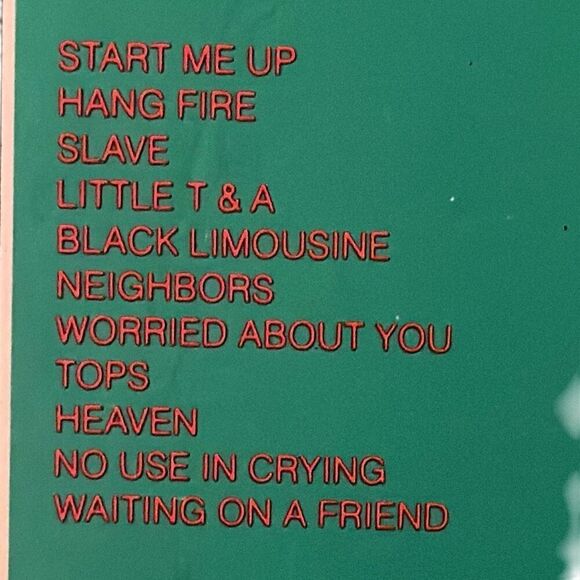 START ME UP
HANG FIRE
SLAVE
LITTLE T & A
BLACK LIMOUSINE
NEIGHBORS
WORRIED ABOUT YOU
TOPS
HEAVEN
NO USE IN CRYING
WAITING ON A FRIEND